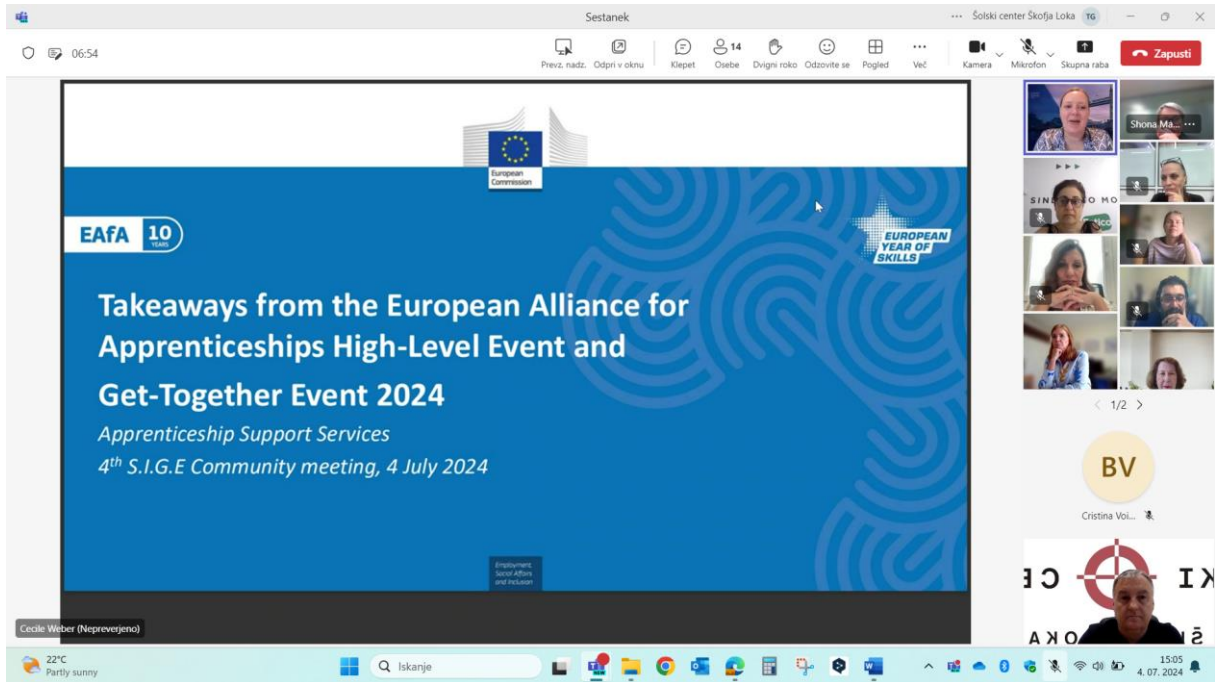 Sestanek
Šolski center Škofja Loka TG
06:54
Prevz. nadz.
Odpri v oknu
Klepet
14
Osebe
Dvigni roko
Odzovite se
Pogled
Več
Kamera
Mikrofon
Skupna raba
Zapusti
European
Commission
EAfA 10
YEARS
EUROPEAN
YEAR OF
SKILLS
Takeaways from the European Alliance for
Apprenticeships High-Level Event and
Get-Together Event 2024
Apprenticeship Support Services
4th S.I.G.E Community meeting, 4 July 2024
Employment,
Social Affairs
and Inclusion
Cecile Weber (Nepreverjeno)
Shona Ma...
1/2
BV
Cristina Voi...
22°C
Partly sunny
Iskanje
15:05
4. 07. 2024